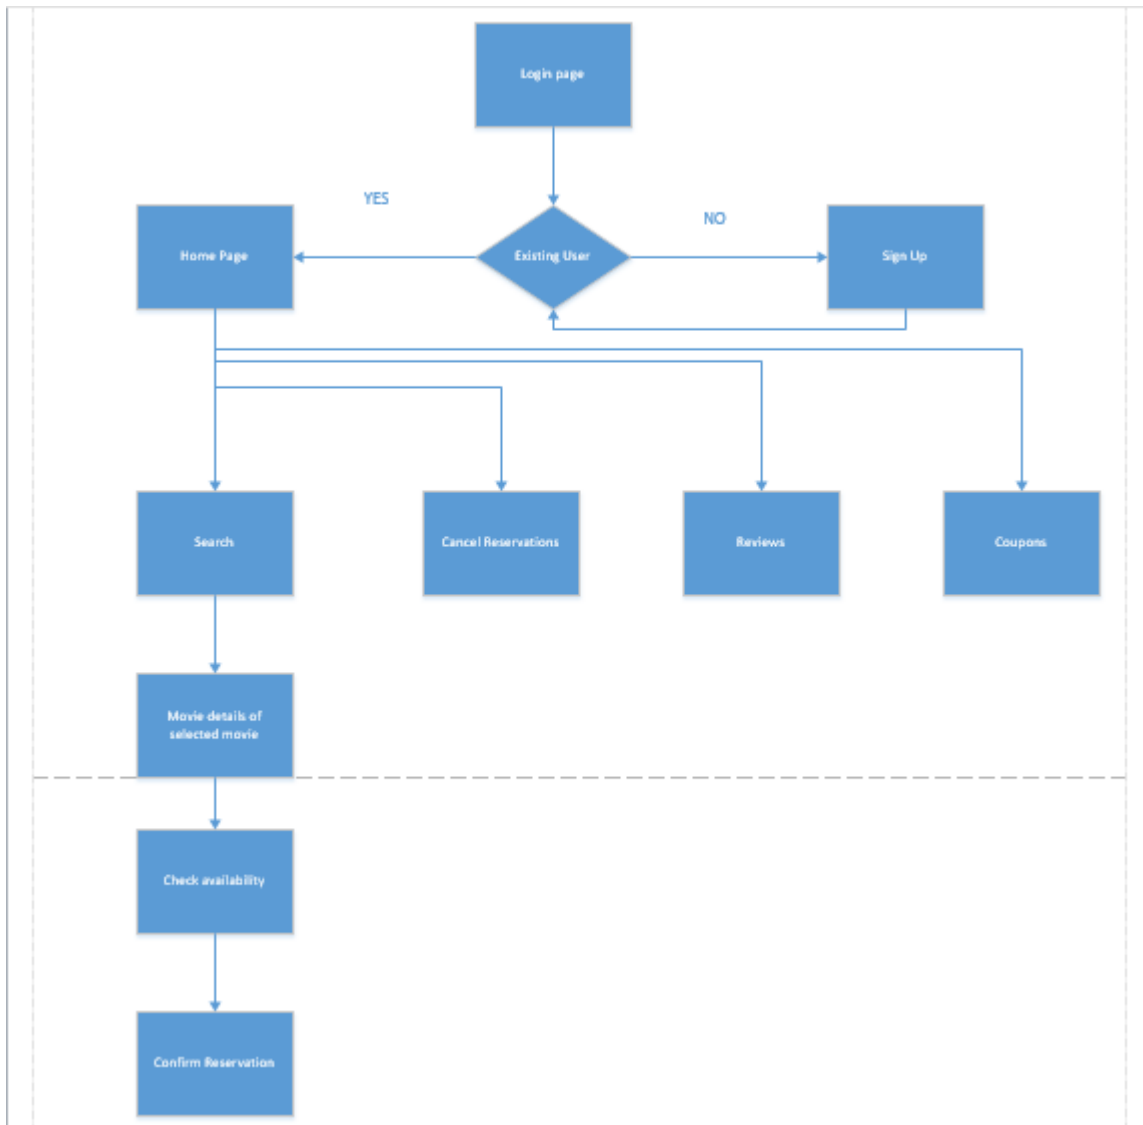 Login page
YES
NO
Home Page
Existing User
Sign Up
Search
Cancel Reservations
Reviews
Coupons
Movie details of
selected movie
Check availability
Confirm Reservation